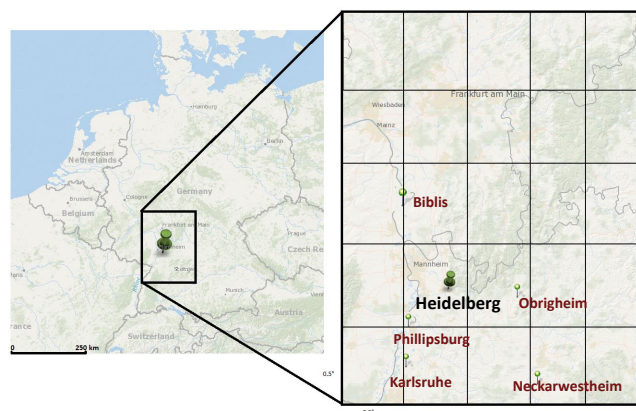 Hamburg
Berlin
Amsterdam
Netherlands
Cologne
Germany
Brussels
Belgium
Frankfurt am Main
Prague
Czech Re
Stuttgart
Munich
Austria
rance
Switzerland
0
250 km
Frankfurt am Main
Wiesbaden
Mainz
Biblis
Mannheim
Heidelberg
Obrigheim
Phillipsburg
Karlsruhe
Neckarwestheim
0.5°